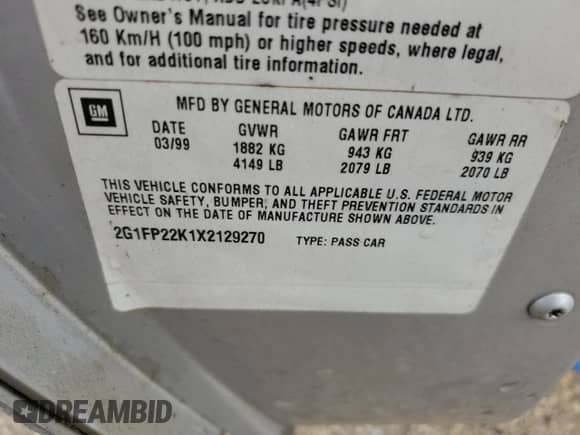 See Owner's Manual for tire pressure needed at
160 Km/H (100 mph) or higher speeds, where legal,
and for additional tire information.
GM
MFD BY GENERAL MOTORS OF CANADA LTD.
DATE GVWR GAWR FRT GAWR RR
03/99 1882 KG 943 KG 939 KG
4149 LB 2079 LB 2070 LB
THIS VEHICLE CONFORMS TO ALL APPLICABLE U.S. FEDERAL MOTOR
VEHICLE SAFETY, BUMPER, AND THEFT PREVENTION STANDARDS IN
EFFECT ON THE DATE OF MANUFACTURE SHOWN ABOVE.
2G1FP22K1X2129270 TYPE: PASS CAR
DREAMBID